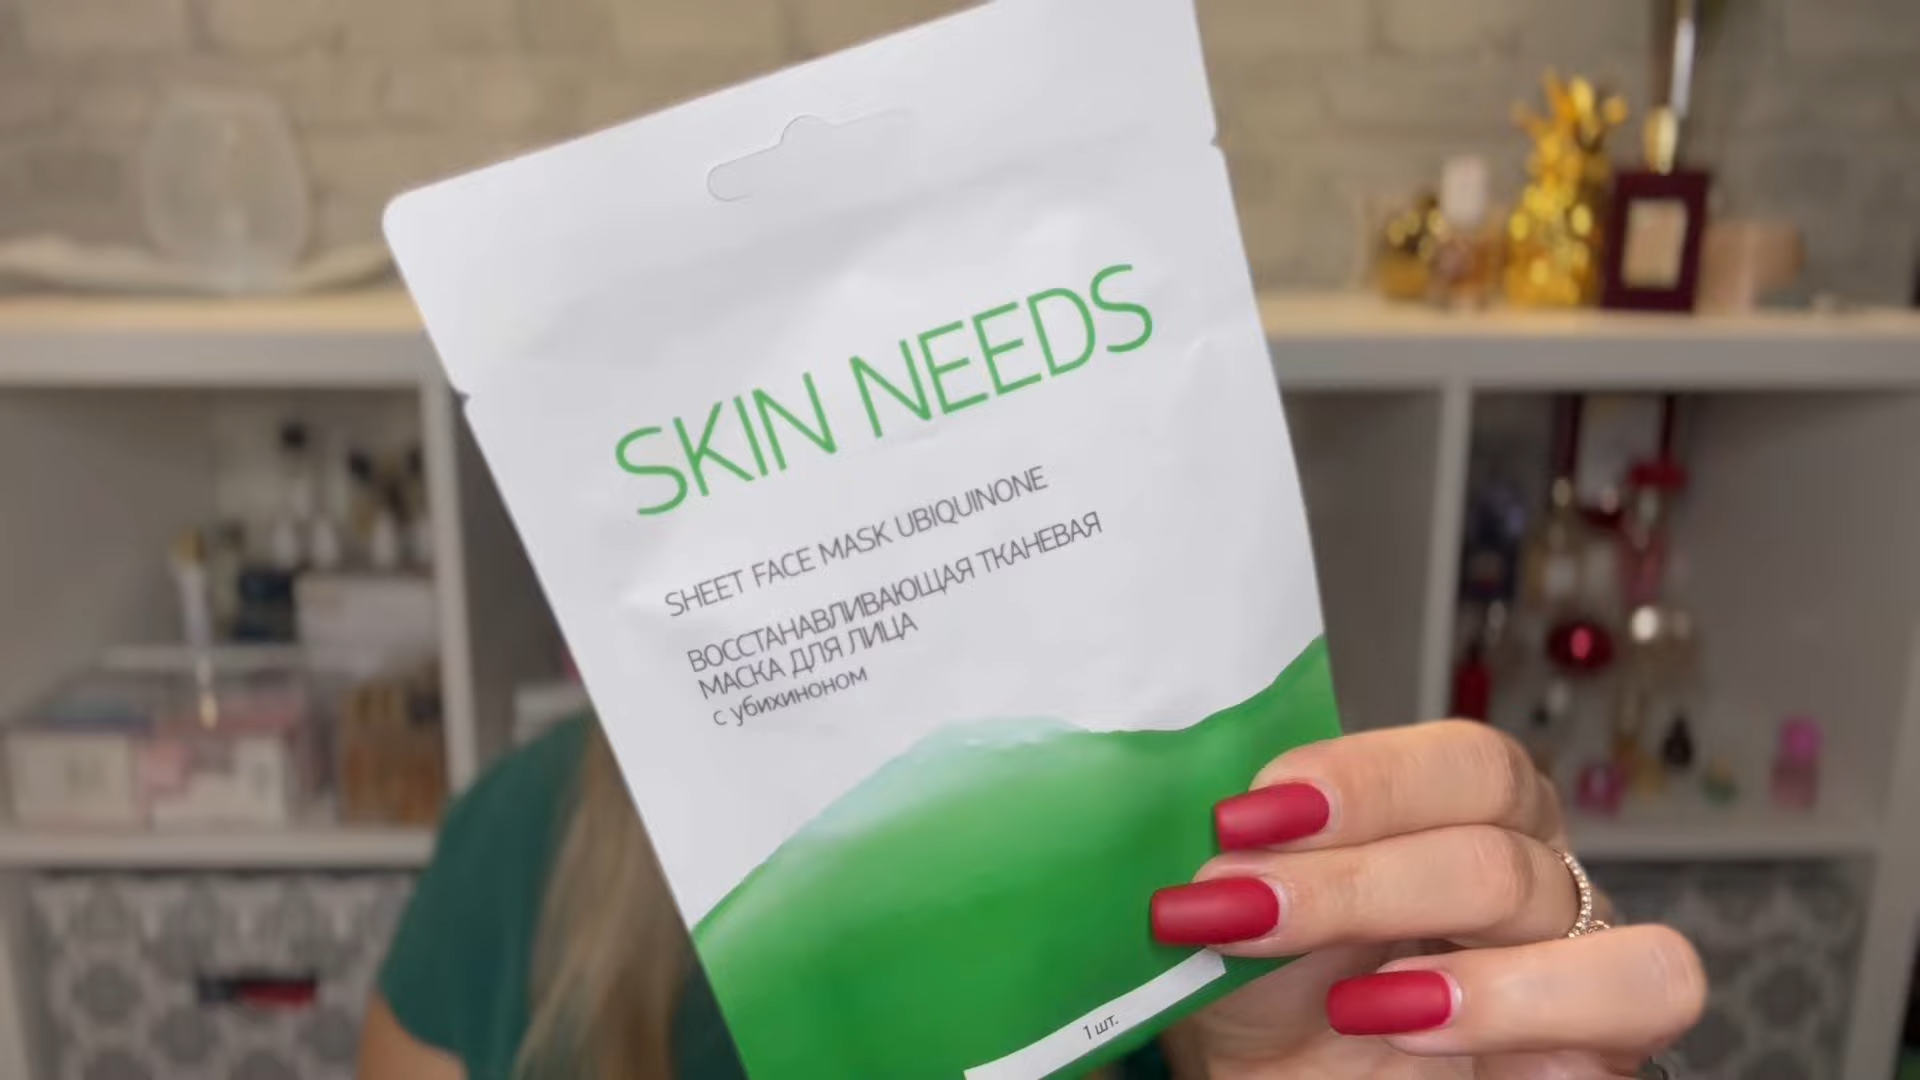 SKIN NEEDS
SHEET FACE MASK UBIQUINONE
ВОССТАНАВЛИВАЮЩАЯ ТКАНЕВАЯ
МАСКА ДЛЯ ЛИЦА
с убихиноном
1 шт.